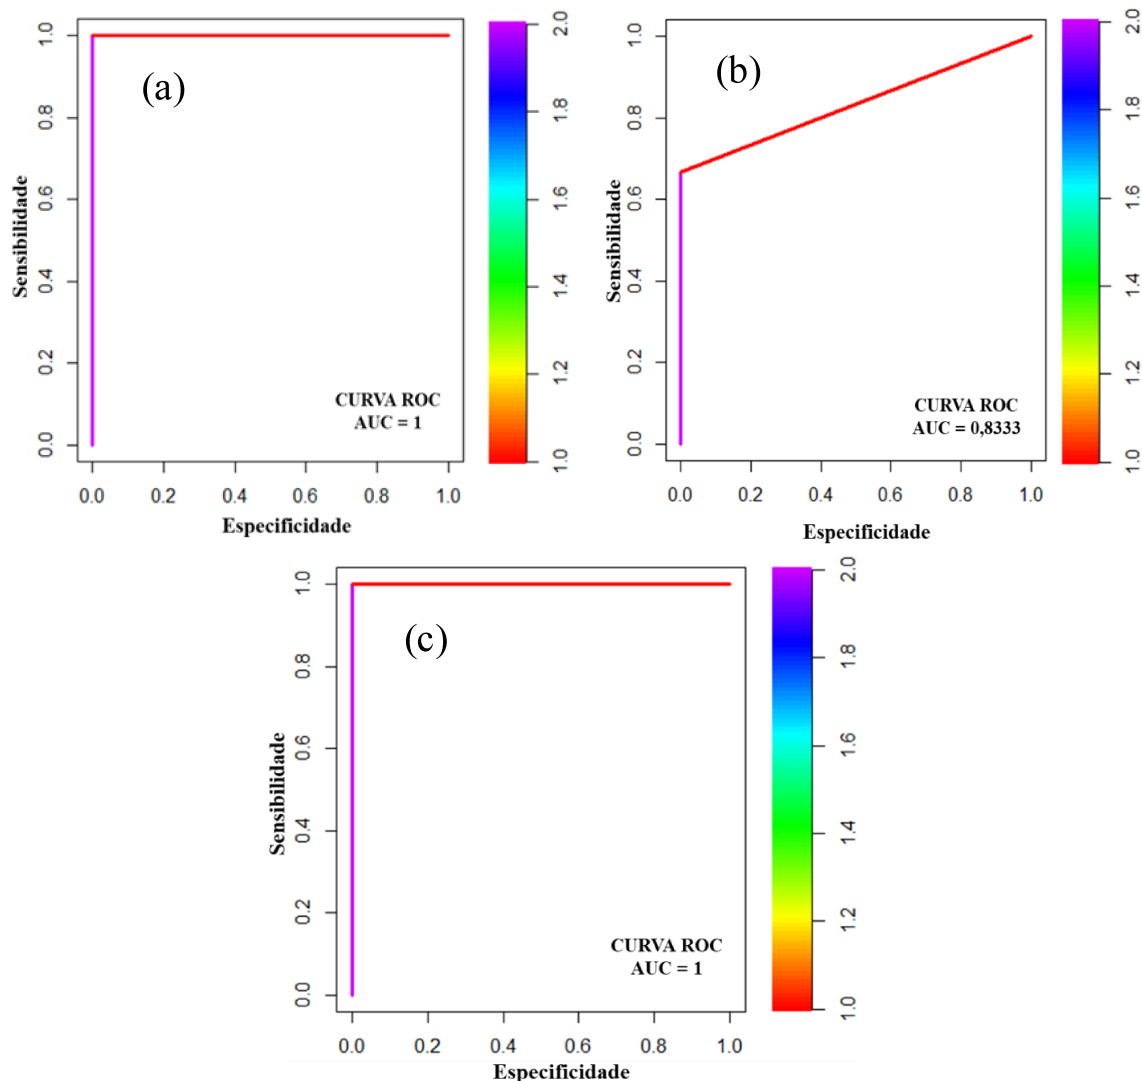 (a)
Sensibilidade
0.0 0.2 0.4 0.6 0.8 1.0
0.0 0.2 0.4 0.6 0.8 1.0
Especificidade
CURVA ROC
AUC = 1
1.0 1.2 1.4 1.6 1.8 2.0
(b)
Sensibilidade
0.0 0.2 0.4 0.6 0.8 1.0
0.0 0.2 0.4 0.6 0.8 1.0
Especificidade
CURVA ROC
AUC = 0,8333
1.0 1.2 1.4 1.6 1.8 2.0
(c)
Sensibilidade
0.0 0.2 0.4 0.6 0.8 1.0
0.0 0.2 0.4 0.6 0.8 1.0
Especificidade
CURVA ROC
AUC = 1
1.0 1.2 1.4 1.6 1.8 2.0